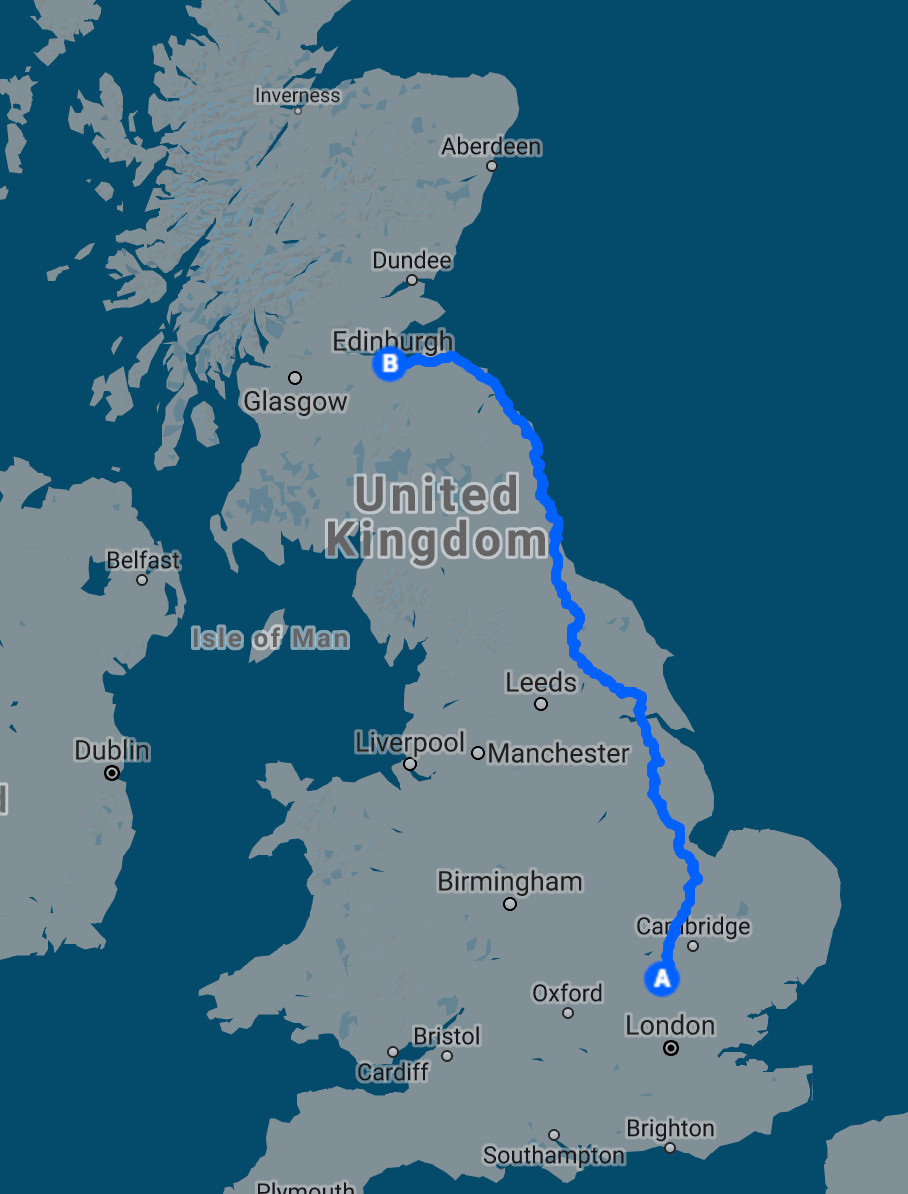 Inverness
Aberdeen
Dundee
Edinburgh
B
Glasgow
United
Kingdom
Belfast
Isle of Man
Leeds
Dublin
Liverpool
Manchester
Birmingham
Cambridge
A
Oxford
London
Bristol
Cardiff
Brighton
Southampton
Plymouth